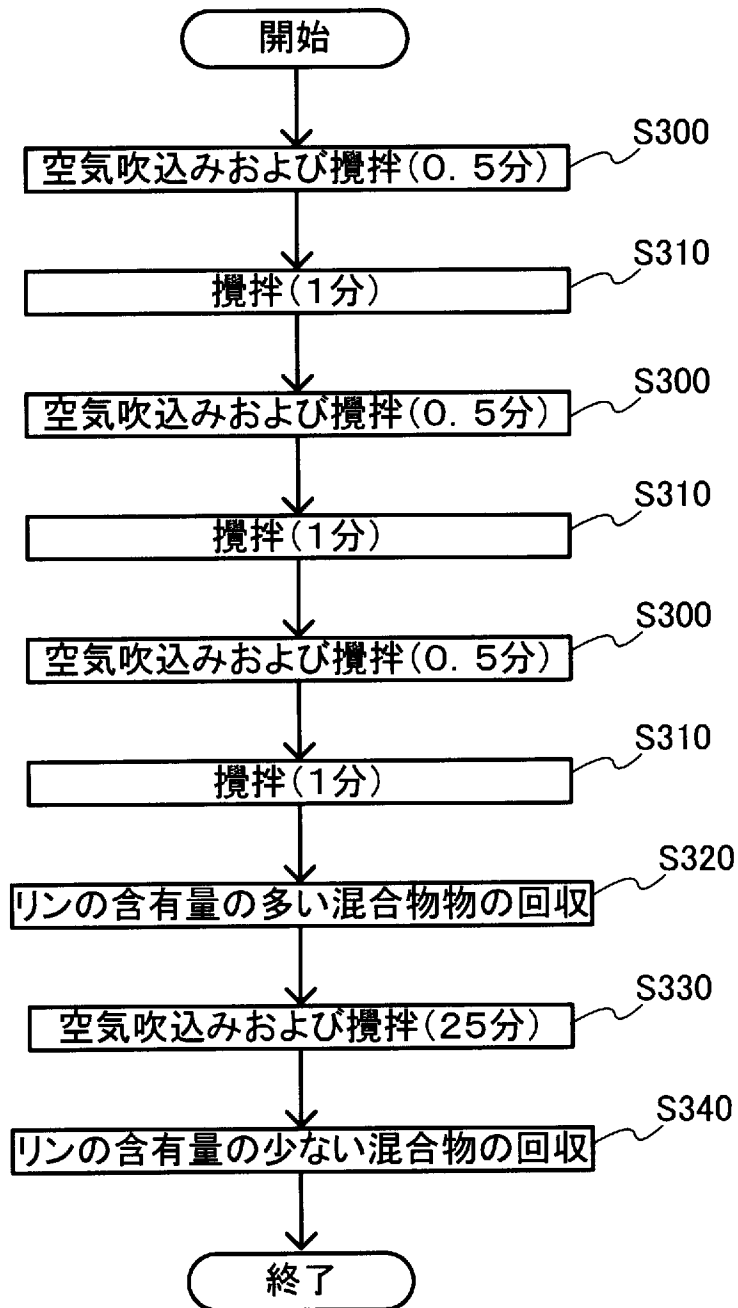 開始
S300
空気吹込みおよび攪拌(0．5分)
S310
攪拌(1分)
S300
空気吹込みおよび攪拌(0．5分)
S310
攪拌(1分)
S300
空気吹込みおよび攪拌(0．5分)
S310
攪拌(1分)
S320
リンの含有量の多い混合物物の回収
S330
空気吹込みおよび攪拌(25分)
S340
リンの含有量の少ない混合物の回収
終了